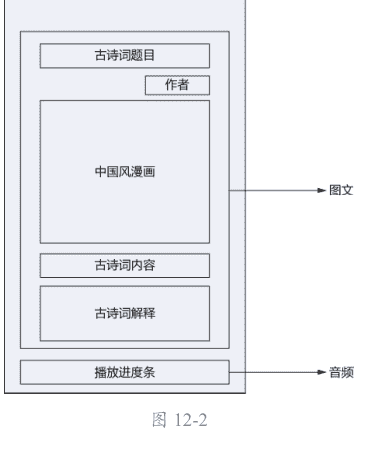 古诗词题目
作者
中国风漫画
图文
古诗词内容
古诗词解释
播放进度条
音频
图 12-2